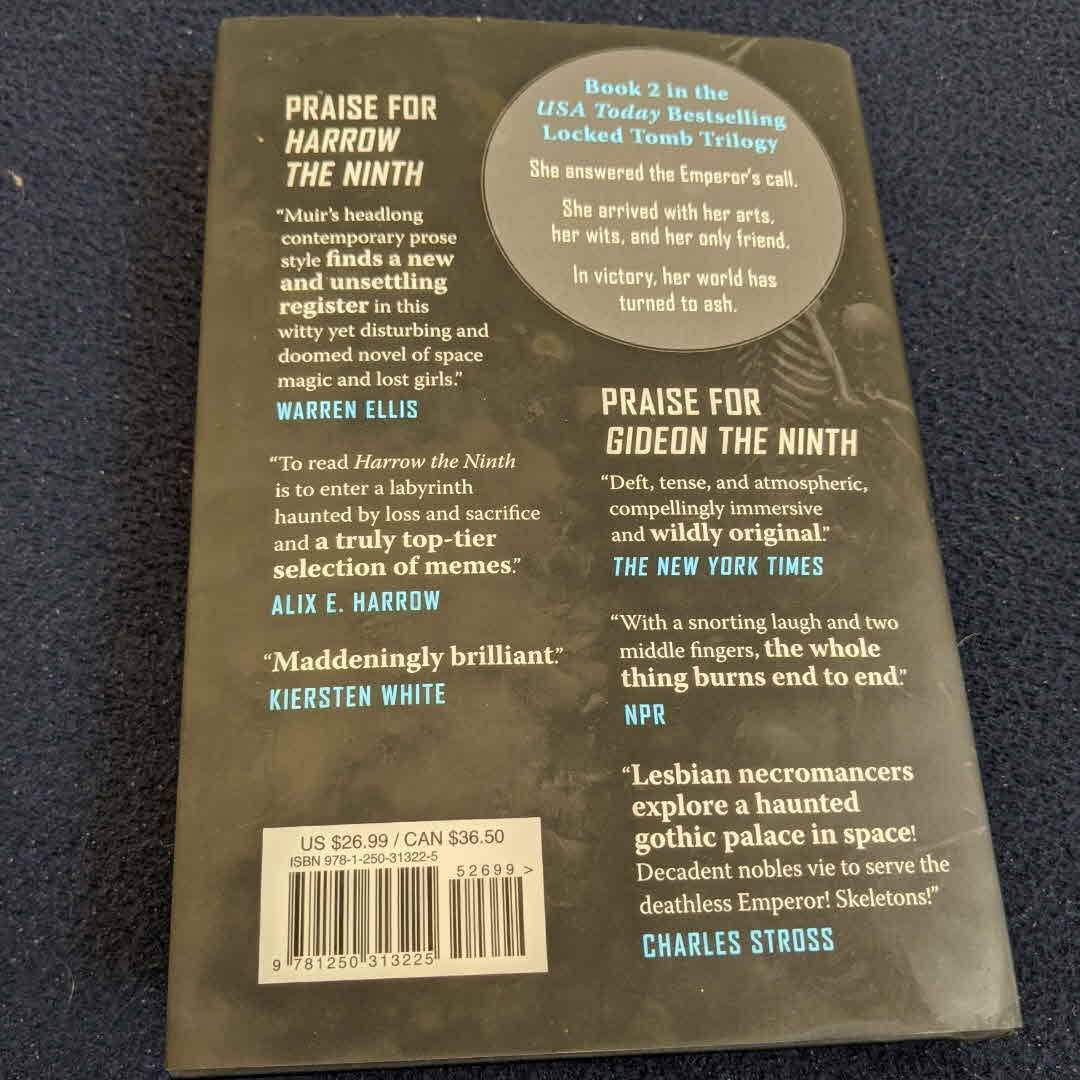 PRAISE FOR
HARROW
THE NINTH
“Muir’s headlong
contemporary prose
style finds a new
and unsettling
register in this
witty yet disturbing and
doomed novel of space
magic and lost girls.”
WARREN ELLIS
“To read Harrow the Ninth
is to enter a labyrinth
haunted by loss and sacrifice
and a truly top-tier
selection of memes.”
ALIX E. HARROW
“Maddeningly brilliant.”
KIERSTEN WHITE
US $26.99 / CAN $36.50
ISBN 978-1-250-31322-5
52699 >
9 781250 313225
Book 2 in the
USA Today Bestselling
Locked Tomb Trilogy
She answered the Emperor’s call.
She arrived with her arts,
her wits, and her only friend.
In victory, her world has
turned to ash.
PRAISE FOR
GIDEON THE NINTH
“Deft, tense, and atmospheric,
compellingly immersive
and wildly original.”
THE NEW YORK TIMES
“With a snorting laugh and two
middle fingers, the whole
thing burns end to end.”
NPR
“Lesbian necromancers
explore a haunted
gothic palace in space!
Decadent nobles vie to serve the
deathless Emperor! Skeletons!”
CHARLES STROSS